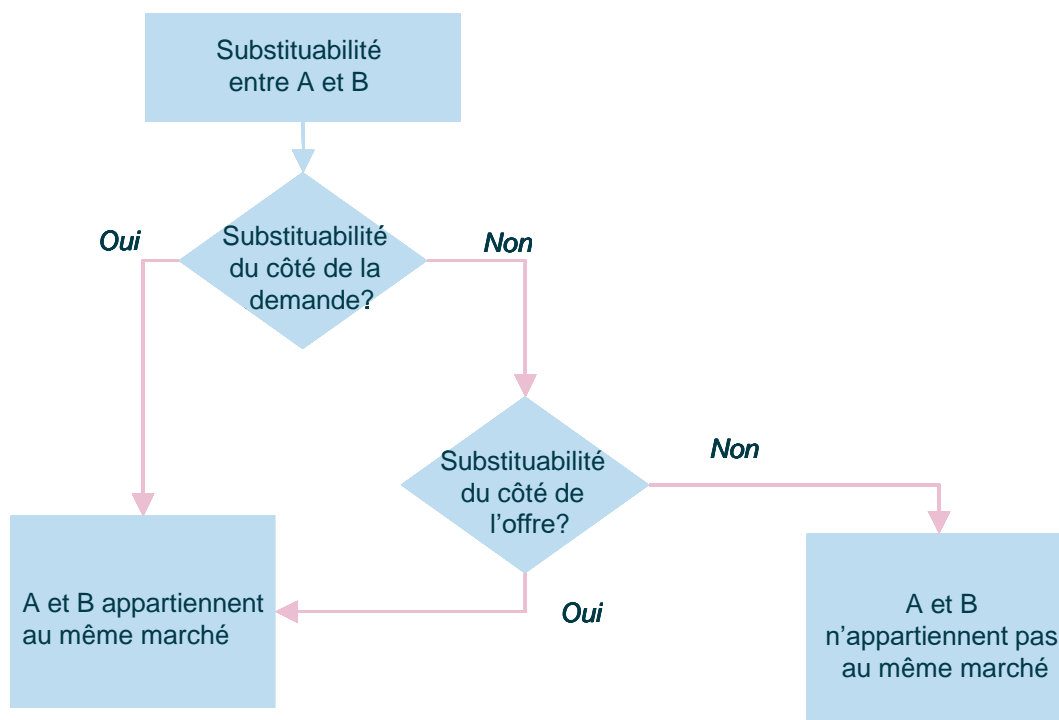 Substituabilité
entre A et B
Oui
Substituabilité
du côté de la
demande?
Non
Substituabilité
du côté de
l’offre?
Non
A et B appartiennent
au même marché
Oui
A et B
n’appartiennent pas
au même marché